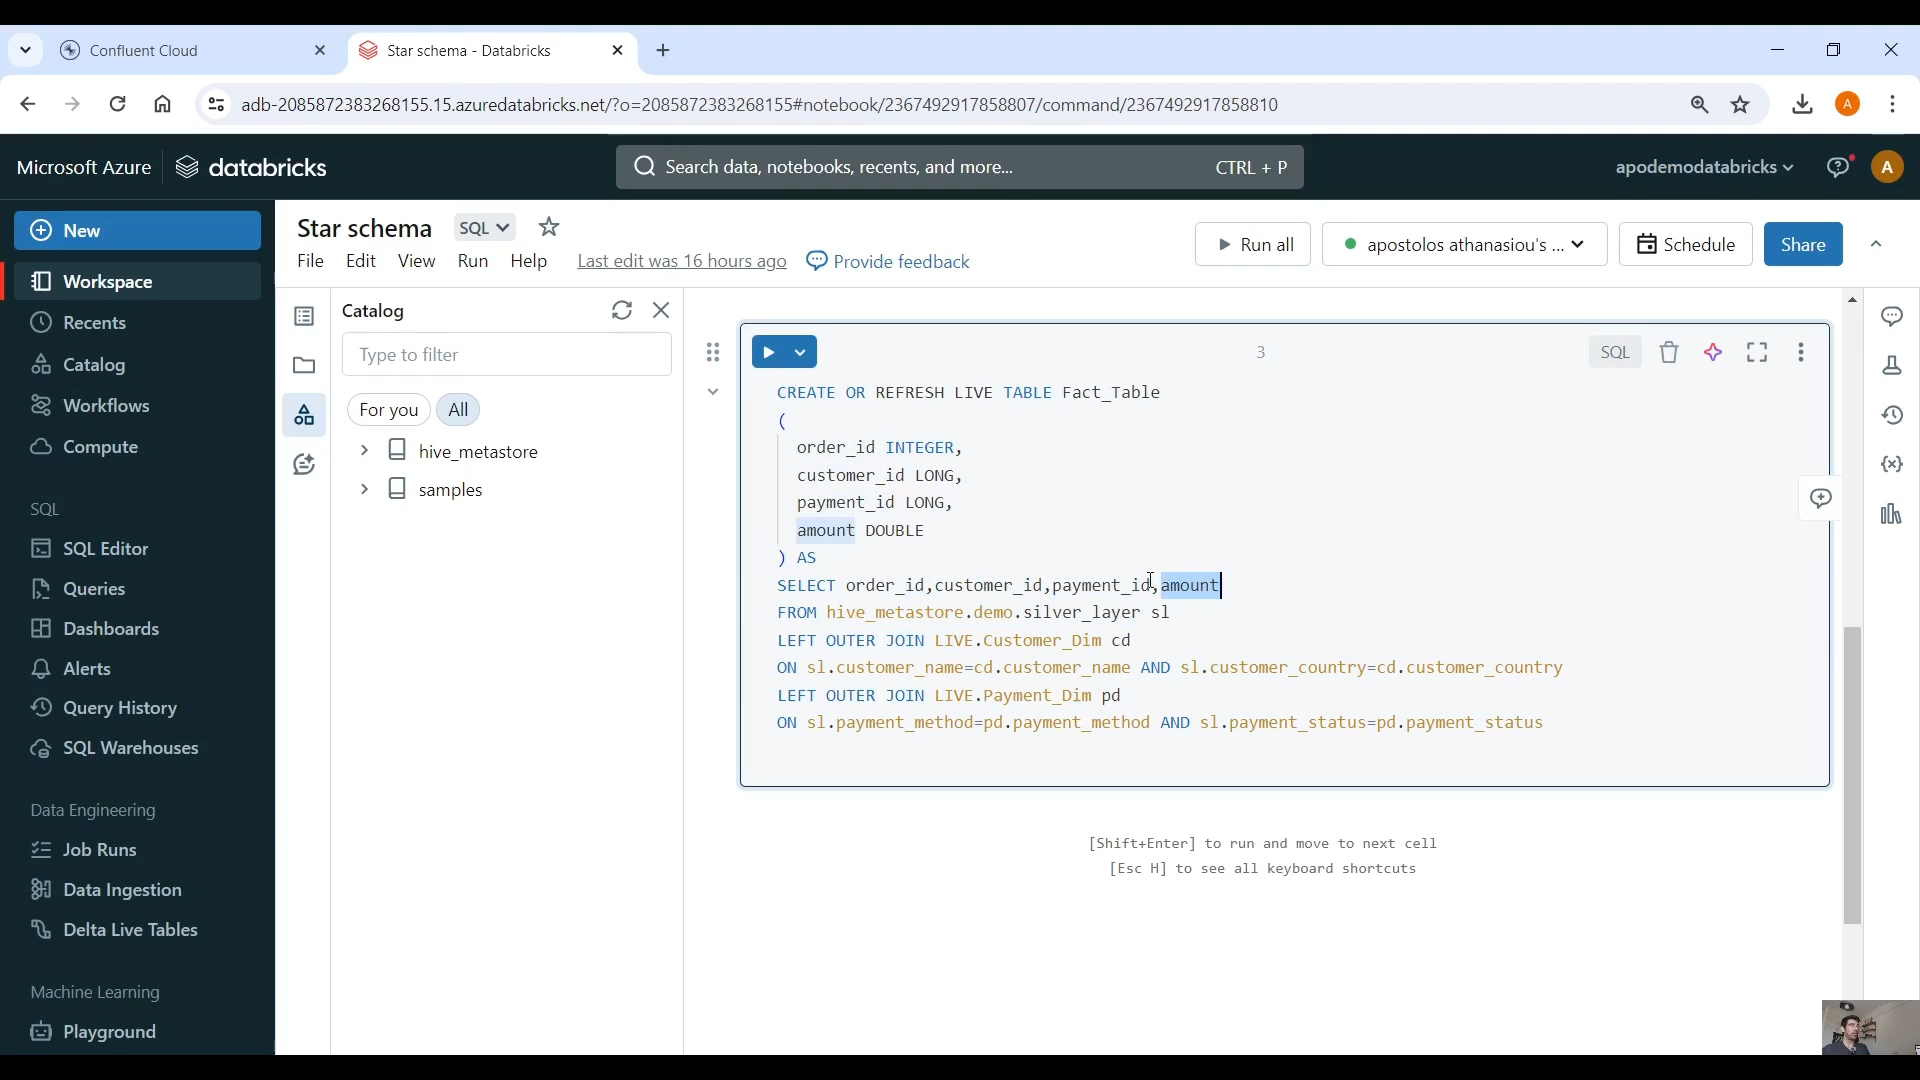 Confluent Cloud
Star schema - Databricks
adb-2085872383268155.15.azuredatabricks.net/?o=2085872383268155#notebook/2367492917858807/command/2367492917858810
A
Microsoft Azure
databricks
Search data, notebooks, recents, and more...
CTRL + P
apodemodatabricks
A
New
Workspace
Recents
Catalog
Workflows
Compute
SQL
SQL Editor
Queries
Dashboards
Alerts
Query History
SQL Warehouses
Data Engineering
Job Runs
Data Ingestion
Delta Live Tables
Machine Learning
Playground
Star schema
SQL
File
Edit
View
Run
Help
Last edit was 16 hours ago
Provide feedback
Run all
apostolos athanasiou's ...
Schedule
Share
Catalog
Type to filter
For you
All
hive_metastore
samples
3
SQL
CREATE OR REFRESH LIVE TABLE Fact_Table
(
order_id INTEGER,
customer_id LONG,
payment_id LONG,
amount DOUBLE
) AS
SELECT order_id,customer_id,payment_id,amount
FROM hive_metastore.demo.silver_layer sl
LEFT OUTER JOIN LIVE.Customer_Dim cd
ON sl.customer_name=cd.customer_name AND sl.customer_country=cd.customer_country
LEFT OUTER JOIN LIVE.Payment_Dim pd
ON sl.payment_method=pd.payment_method AND sl.payment_status=pd.payment_status
[Shift+Enter] to run and move to next cell
[Esc H] to see all keyboard shortcuts